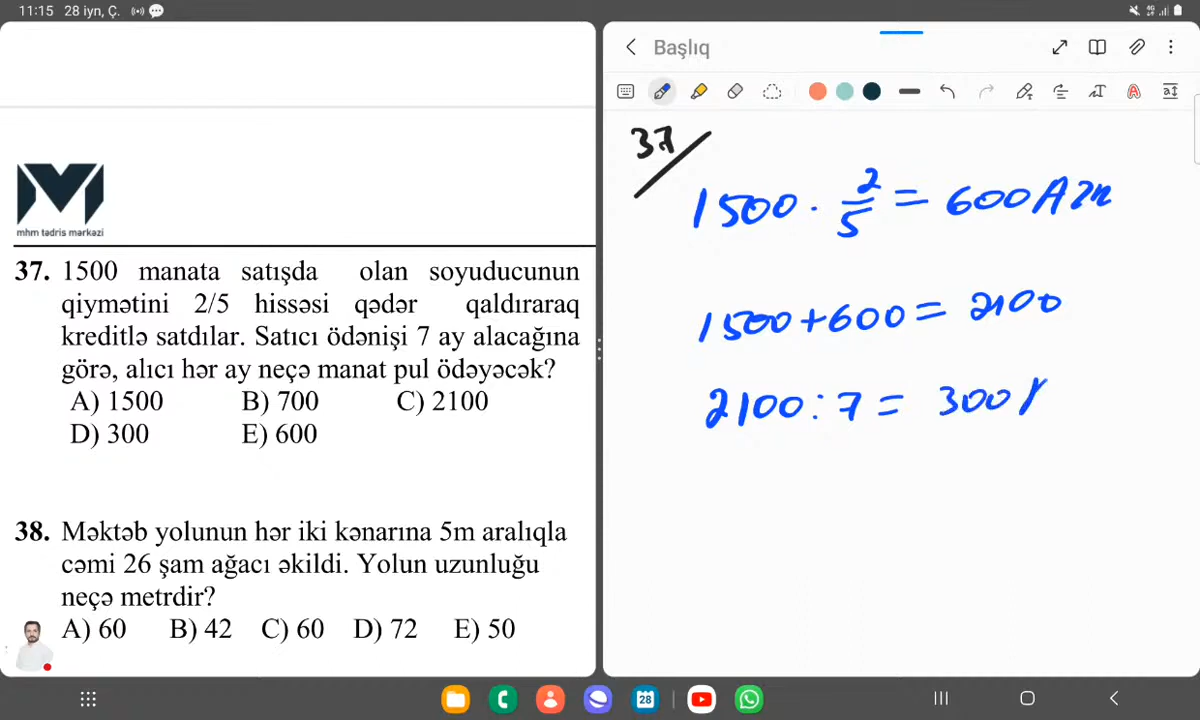 11:15 28 iyn, Ç.
4G
Başlıq
mhm tədris mərkəzi
37. 1500 manata satışda olan soyuducunun
qiymətini 2/5 hissəsi qədər qaldıraraq
kreditlə satdılar. Satıcı ödənişi 7 ay alacağına
görə, alıcı hər ay neçə manat pul ödəyəcək?
A) 1500 B) 700 C) 2100
D) 300 E) 600
38. Məktəb yolunun hər iki kənarına 5m aralıqla
cəmi 26 şam ağacı əkildi. Yolun uzunluğu
neçə metrdir?
A) 60 B) 42 C) 60 D) 72 E) 50
37
1500 · 2/5 = 600 Azn
1500+600 = 2100
2100 : 7 = 300
28